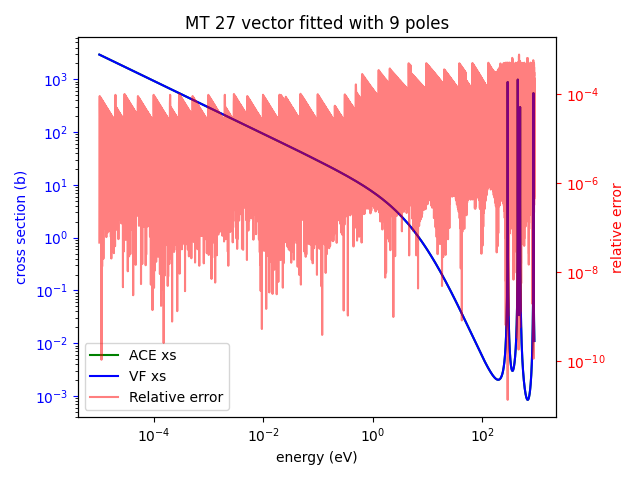 MT 27 vector fitted with 9 poles
10³
10²
10¹
10⁰
10⁻¹
10⁻²
10⁻³
cross section (b)
10⁻⁴
10⁻⁶
10⁻⁸
10⁻¹⁰
relative error
ACE xs
VF xs
Relative error
10⁻⁴
10⁻²
10⁰
10²
energy (eV)